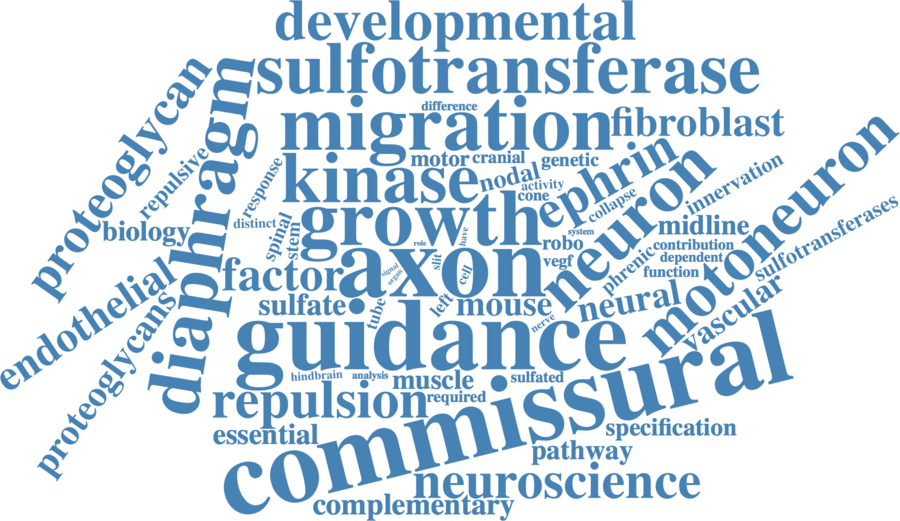 developmental
sulfotransferase
proteoglycan
diaphragm
difference
migration
fibroblast
repulsive
response
motor
cranial
genetic
kinase
nodal
activity
cone
ephrin
collapse
neuron
innervation
motoneuron
biology
distinct
spinal
stem
growth
role
have
system
robo
midline
contribution
dependent
function
phrenic
sulfotransferases
endothelial
factor
axon
signal
organ
slit
cell
vegf
proteoglycans
sulfate
tube
left
mouse
nerve
neural
vascular
guidance
hindbrain
analysis
muscle
sulfated
required
repulsion
commissural
essential
specification
pathway
neuroscience
complementary